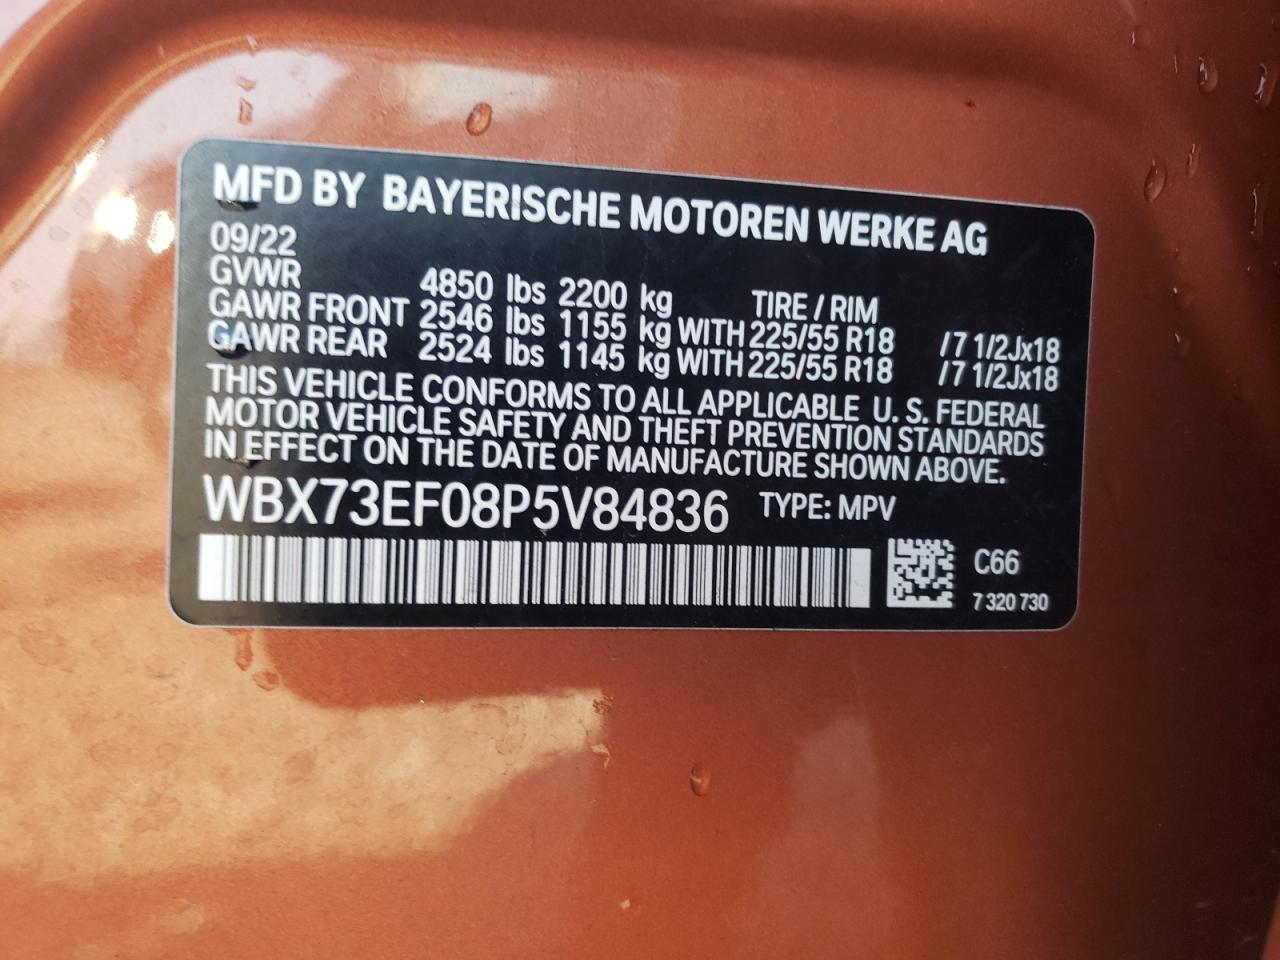 MFD BY BAYERISCHE MOTOREN WERKE AG
09/22
GVWR 4850 lbs 2200 kg TIRE / RIM
GAWR FRONT 2546 lbs 1155 kg WITH 225/55 R18 /7 1/2Jx18
GAWR REAR 2524 lbs 1145 kg WITH 225/55 R18 /7 1/2Jx18
THIS VEHICLE CONFORMS TO ALL APPLICABLE U. S. FEDERAL
MOTOR VEHICLE SAFETY AND THEFT PREVENTION STANDARDS
IN EFFECT ON THE DATE OF MANUFACTURE SHOWN ABOVE.
WBX73EF08P5V84836 TYPE: MPV
C66
7 320 730